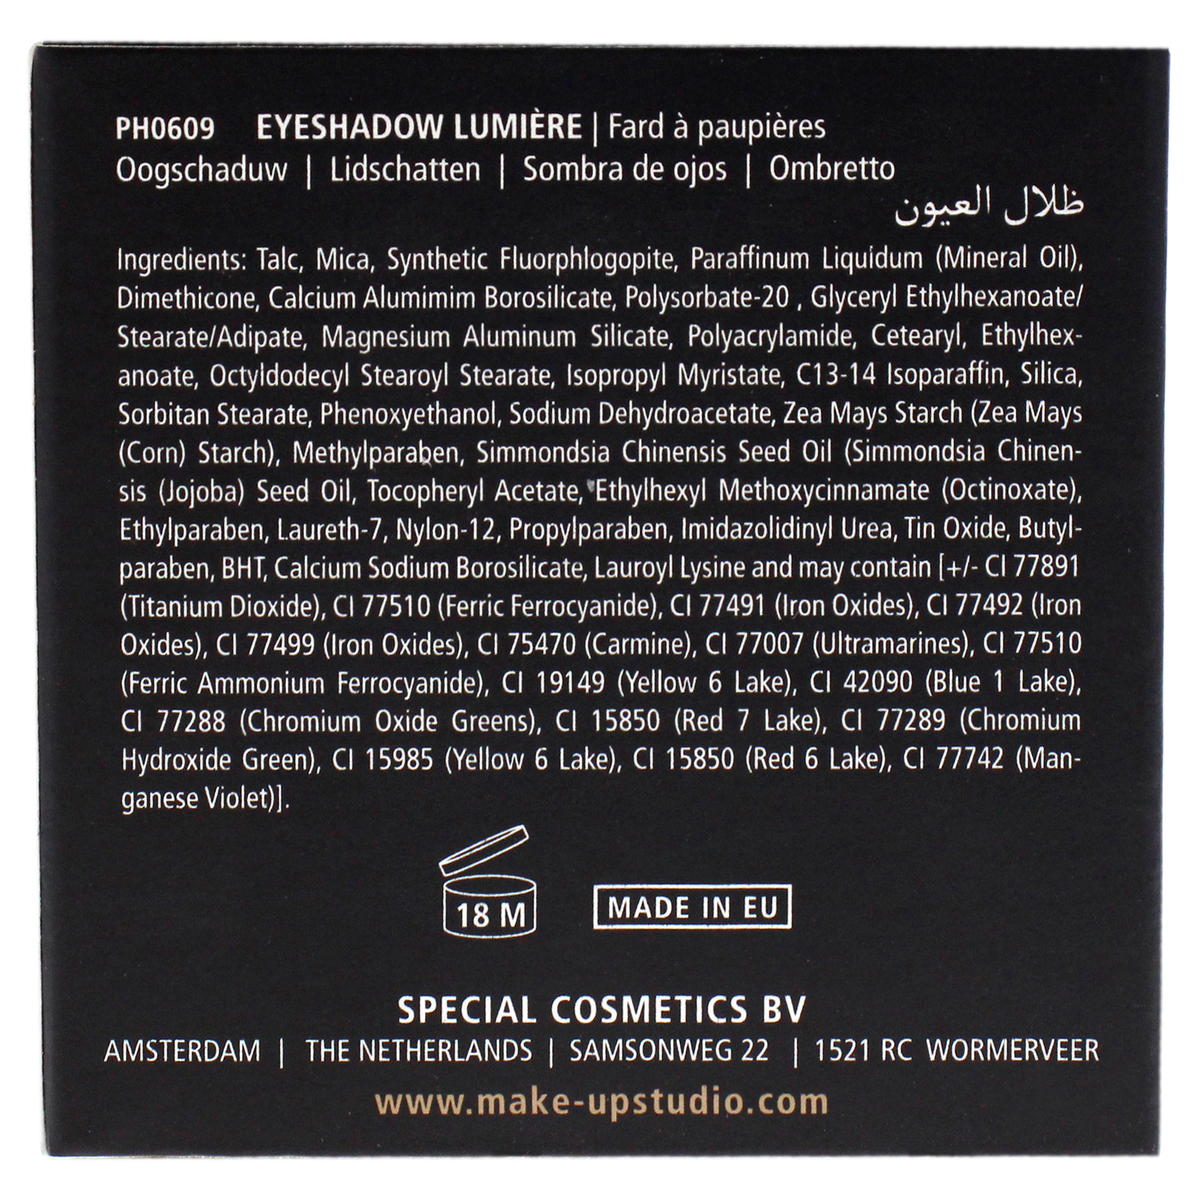 PH0609 EYESHADOW LUMIÈRE | Fard à paupières
Oogschaduw | Lidschatten | Sombra de ojos | Ombretto
ظلال العيون
Ingredients: Talc, Mica, Synthetic Fluorphlogopite, Paraffinum Liquidum (Mineral Oil),
Dimethicone, Calcium Alumimim Borosilicate, Polysorbate-20 , Glyceryl Ethylhexanoate/
Stearate/Adipate, Magnesium Aluminum Silicate, Polyacrylamide, Cetearyl, Ethylhex-
anoate, Octyldodecyl Stearoyl Stearate, Isopropyl Myristate, C13-14 Isoparaffin, Silica,
Sorbitan Stearate, Phenoxyethanol, Sodium Dehydroacetate, Zea Mays Starch (Zea Mays
(Corn) Starch), Methylparaben, Simmondsia Chinensis Seed Oil (Simmondsia Chinen-
sis (Jojoba) Seed Oil, Tocopheryl Acetate, Ethylhexyl Methoxycinnamate (Octinoxate),
Ethylparaben, Laureth-7, Nylon-12, Propylparaben, Imidazolidinyl Urea, Tin Oxide, Butyl-
paraben, BHT, Calcium Sodium Borosilicate, Lauroyl Lysine and may contain [+/- CI 77891
(Titanium Dioxide), CI 77510 (Ferric Ferrocyanide), CI 77491 (Iron Oxides), CI 77492 (Iron
Oxides), CI 77499 (Iron Oxides), CI 75470 (Carmine), CI 77007 (Ultramarines), CI 77510
(Ferric Ammonium Ferrocyanide), CI 19149 (Yellow 6 Lake), CI 42090 (Blue 1 Lake),
CI 77288 (Chromium Oxide Greens), CI 15850 (Red 7 Lake), CI 77289 (Chromium
Hydroxide Green), CI 15985 (Yellow 6 Lake), CI 15850 (Red 6 Lake), CI 77742 (Man-
ganese Violet)].
18 M
MADE IN EU
SPECIAL COSMETICS BV
AMSTERDAM | THE NETHERLANDS | SAMSONWEG 22 | 1521 RC WORMERVEER
www.make-upstudio.com